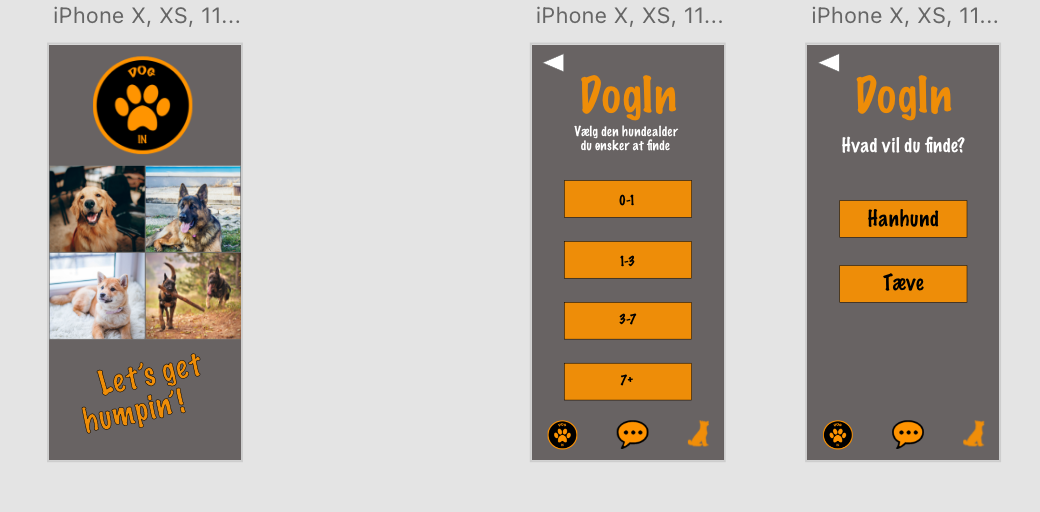 iPhone X, XS, 11...
DOG
IN
Let's get
humpin'!
iPhone X, XS, 11...
DogIn
Vælg den hundealder
du ønsker at finde
0-1
1-3
3-7
7+
iPhone X, XS, 11...
DogIn
Hvad vil du finde?
Hanhund
Tæve